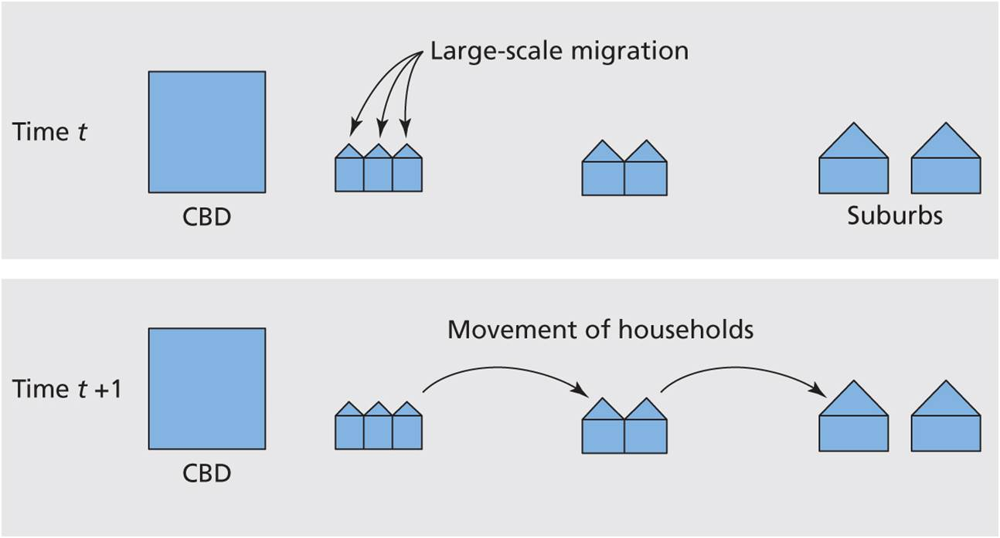 Large-scale migration
Time t
CBD
Suburbs
Movement of households
Time t +1
CBD